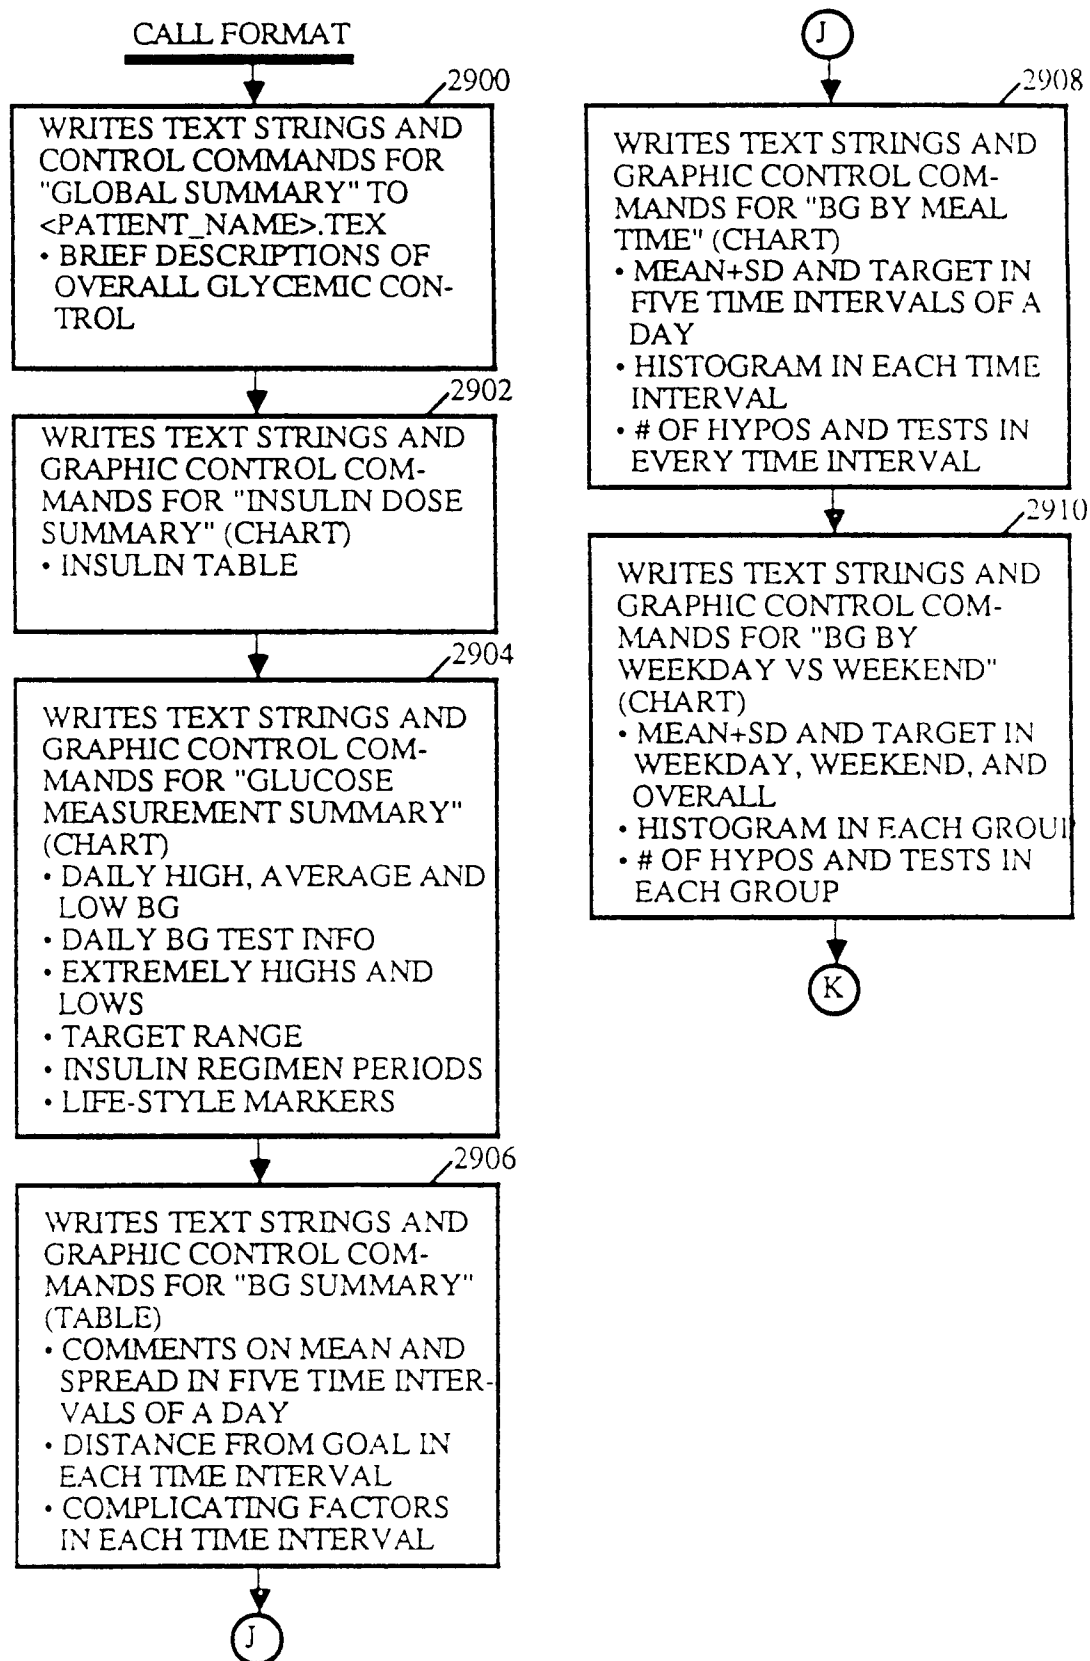 CALL FORMAT
2900
WRITES TEXT STRINGS AND
CONTROL COMMANDS FOR
"GLOBAL SUMMARY" TO
<PATIENT_NAME>.TEX
• BRIEF DESCRIPTIONS OF
OVERALL GLYCEMIC CON-
TROL
2902
WRITES TEXT STRINGS AND
GRAPHIC CONTROL COM-
MANDS FOR "INSULIN DOSE
SUMMARY" (CHART)
• INSULIN TABLE
2904
WRITES TEXT STRINGS AND
GRAPHIC CONTROL COM-
MANDS FOR "GLUCOSE
MEASUREMENT SUMMARY"
(CHART)
• DAILY HIGH, AVERAGE AND
LOW BG
• DAILY BG TEST INFO
• EXTREMELY HIGHS AND
LOWS
• TARGET RANGE
• INSULIN REGIMEN PERIODS
• LIFE-STYLE MARKERS
2906
WRITES TEXT STRINGS AND
GRAPHIC CONTROL COM-
MANDS FOR "BG SUMMARY"
(TABLE)
• COMMENTS ON MEAN AND
SPREAD IN FIVE TIME INTER-
VALS OF A DAY
• DISTANCE FROM GOAL IN
EACH TIME INTERVAL
• COMPLICATING FACTORS
IN EACH TIME INTERVAL
J
J
2908
WRITES TEXT STRINGS AND
GRAPHIC CONTROL COM-
MANDS FOR "BG BY MEAL
TIME" (CHART)
• MEAN+SD AND TARGET IN
FIVE TIME INTERVALS OF A
DAY
• HISTOGRAM IN EACH TIME
INTERVAL
• # OF HYPOS AND TESTS IN
EVERY TIME INTERVAL
2910
WRITES TEXT STRINGS AND
GRAPHIC CONTROL COM-
MANDS FOR "BG BY
WEEKDAY VS WEEKEND"
(CHART)
• MEAN+SD AND TARGET IN
WEEKDAY, WEEKEND, AND
OVERALL
• HISTOGRAM IN EACH GROUP
• # OF HYPOS AND TESTS IN
EACH GROUP
K